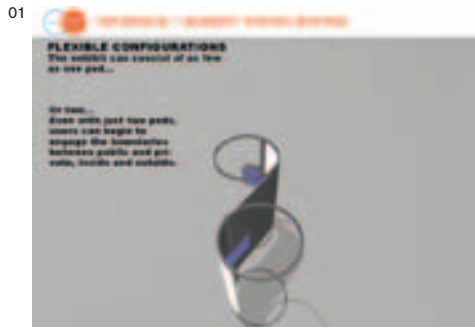 01
FLEXIBLE CONFIGURATIONS
The exhibit can consist of as few
as one pod...
Or two...
Even with just two pods,
users can begin to
engage the boundaries
between public and pri-
vate, inside and outside.